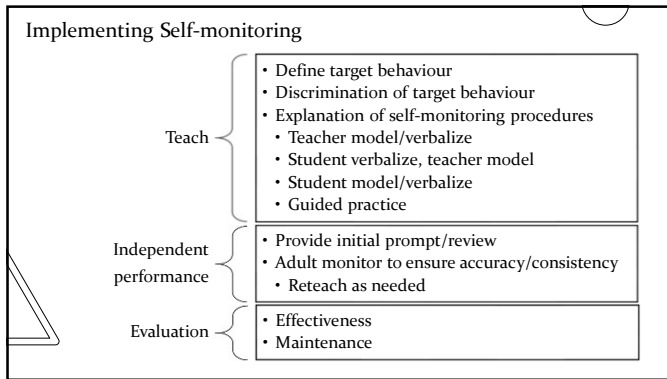 Implementing Self-monitoring
Teach
• Define target behaviour
• Discrimination of target behaviour
• Explanation of self-monitoring procedures
• Teacher model/verbalize
• Student verbalize, teacher model
• Student model/verbalize
• Guided practice
Independent
performance
• Provide initial prompt/review
• Adult monitor to ensure accuracy/consistency
• Reteach as needed
Evaluation
• Effectiveness
• Maintenance